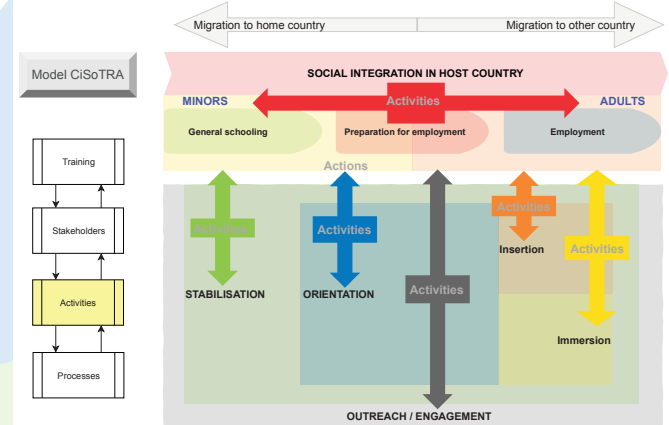 Migration to home country
Migration to other country
Model CiSoTRA
SOCIAL INTEGRATION IN HOST COUNTRY
MINORS
Activities
ADULTS
General schooling
Preparation for employment
Employment
Training
Actions
Stakeholders
Activities
Activities
Activities
Activities
Insertion
Activities
Activities
STABILISATION
ORIENTATION
Activities
Immersion
Processes
OUTREACH / ENGAGEMENT